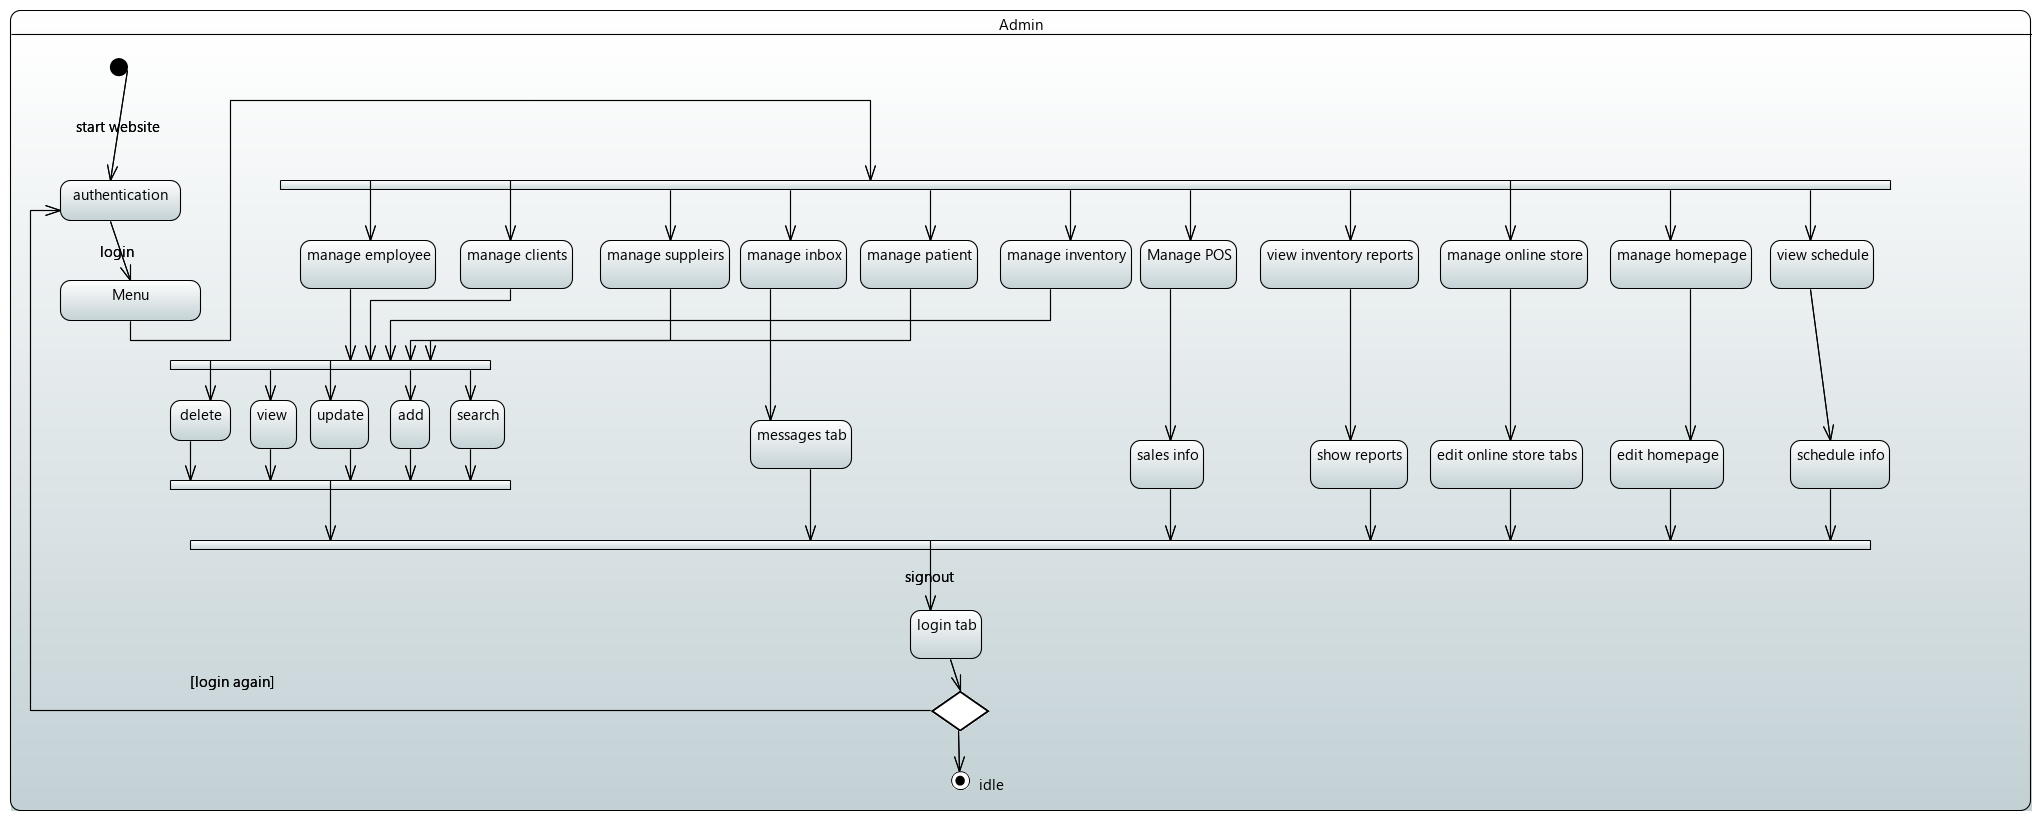 Admin
start website
authentication
login
Menu
manage employee
manage clients
manage suppleirs
manage inbox
manage patient
manage inventory
Manage POS
view inventory reports
manage online store
manage homepage
view schedule
delete
view
update
add
search
messages tab
sales info
show reports
edit online store tabs
edit homepage
schedule info
signout
login tab
[login again]
idle